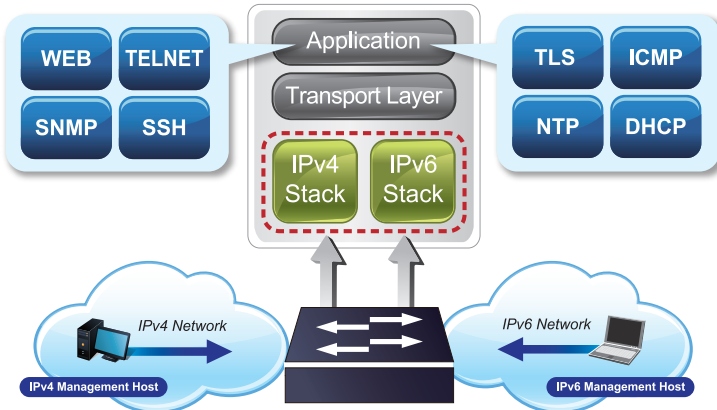 WEB
TELNET
SNMP
SSH
Application
Transport Layer
IPv4
Stack
IPv6
Stack
TLS
ICMP
NTP
DHCP
IPv4 Network
IPv4 Management Host
IPv6 Network
IPv6 Management Host